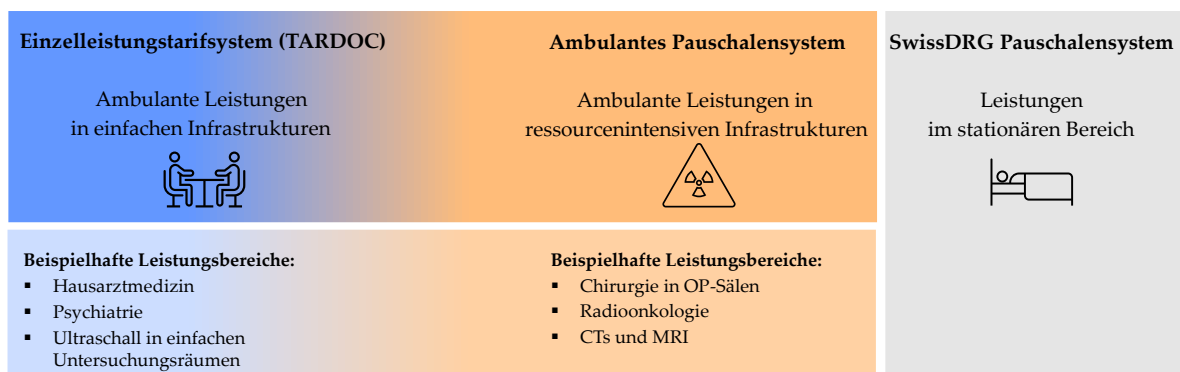 Einzelleistungstarifsystem (TARDOC)
Ambulante Leistungen
in einfachen Infrastrukturen
Ambulantes Pauschalensystem
Ambulante Leistungen in
ressourcenintensiven Infrastrukturen
SwissDRG Pauschalensystem
Leistungen
im stationären Bereich
Beispielhafte Leistungsbereiche:
▪ Hausarztmedizin
▪ Psychiatrie
▪ Ultraschall in einfachen
Untersuchungsräumen
Beispielhafte Leistungsbereiche:
▪ Chirurgie in OP-Sälen
▪ Radioonkologie
▪ CTs und MRI